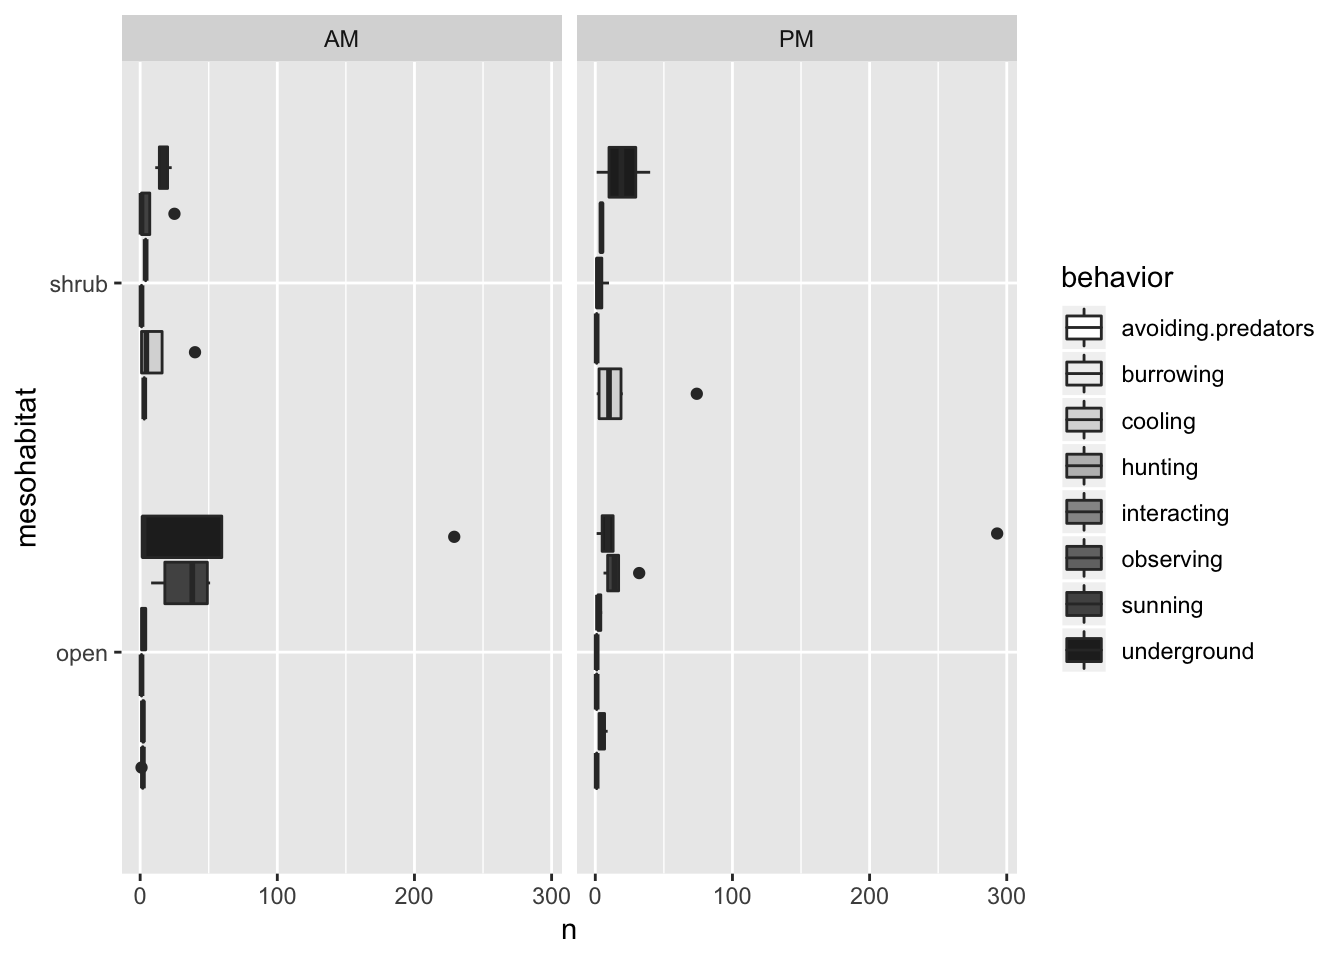 AM
PM
shrub
open
mesohabitat
0
100
200
300
0
100
200
300
n
behavior
avoiding.predators
burrowing
cooling
hunting
interacting
observing
sunning
underground